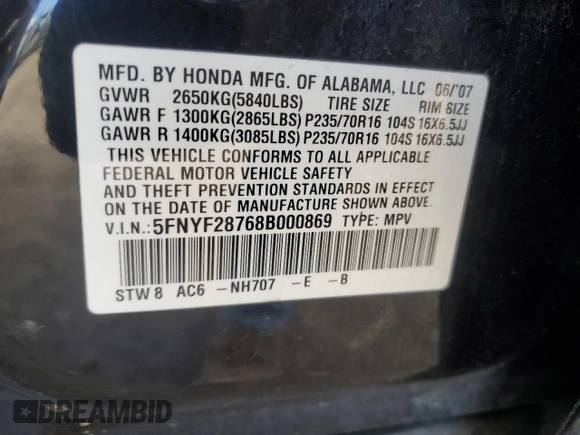 MFD. BY HONDA MFG. OF ALABAMA, LLC 06/'07
GVWR 2650KG(5840LBS) TIRE SIZE RIM SIZE
GAWR F 1300KG(2865LBS) P235/70R16 104S 16X6.5JJ
GAWR R 1400KG(3085LBS) P235/70R16 104S 16X6.5JJ
THIS VEHICLE CONFORMS TO ALL APPLICABLE
FEDERAL MOTOR VEHICLE SAFETY
AND THEFT PREVENTION STANDARDS IN EFFECT
ON THE DATE OF MANUFACTURE SHOWN ABOVE.
V.I.N.:5FNYF28768B000869 TYPE: MPV
STW8 AC6 -NH707 -E -B
DREAMBID